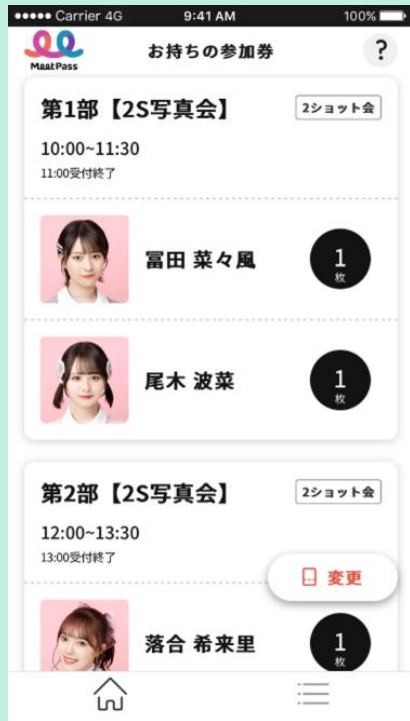 Carrier 4G 9:41 AM 100%
MeetPass お持ちの参加券 ?
第1部【2S写真会】 2ショット会
10:00~11:30
11:00受付終了
冨田 菜々風 1枚
尾木 波菜 1枚
第2部【2S写真会】 2ショット会
12:00~13:30
13:00受付終了
変更
落合 希来里 1枚